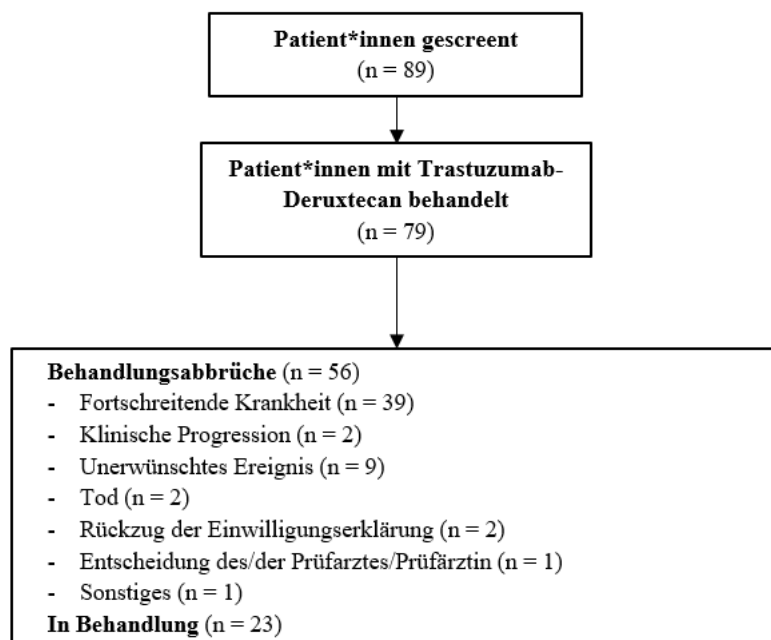 Patient*innen gescreent
(n = 89)
Patient*innen mit Trastuzumab-
Deruxtecan behandelt
(n = 79)
Behandlungsabbrüche (n = 56)
- Fortschreitende Krankheit (n = 39)
- Klinische Progression (n = 2)
- Unerwünschtes Ereignis (n = 9)
- Tod (n = 2)
- Rückzug der Einwilligungserklärung (n = 2)
- Entscheidung des/der Prüfarztes/Prüfärztin (n = 1)
- Sonstiges (n = 1)
In Behandlung (n = 23)